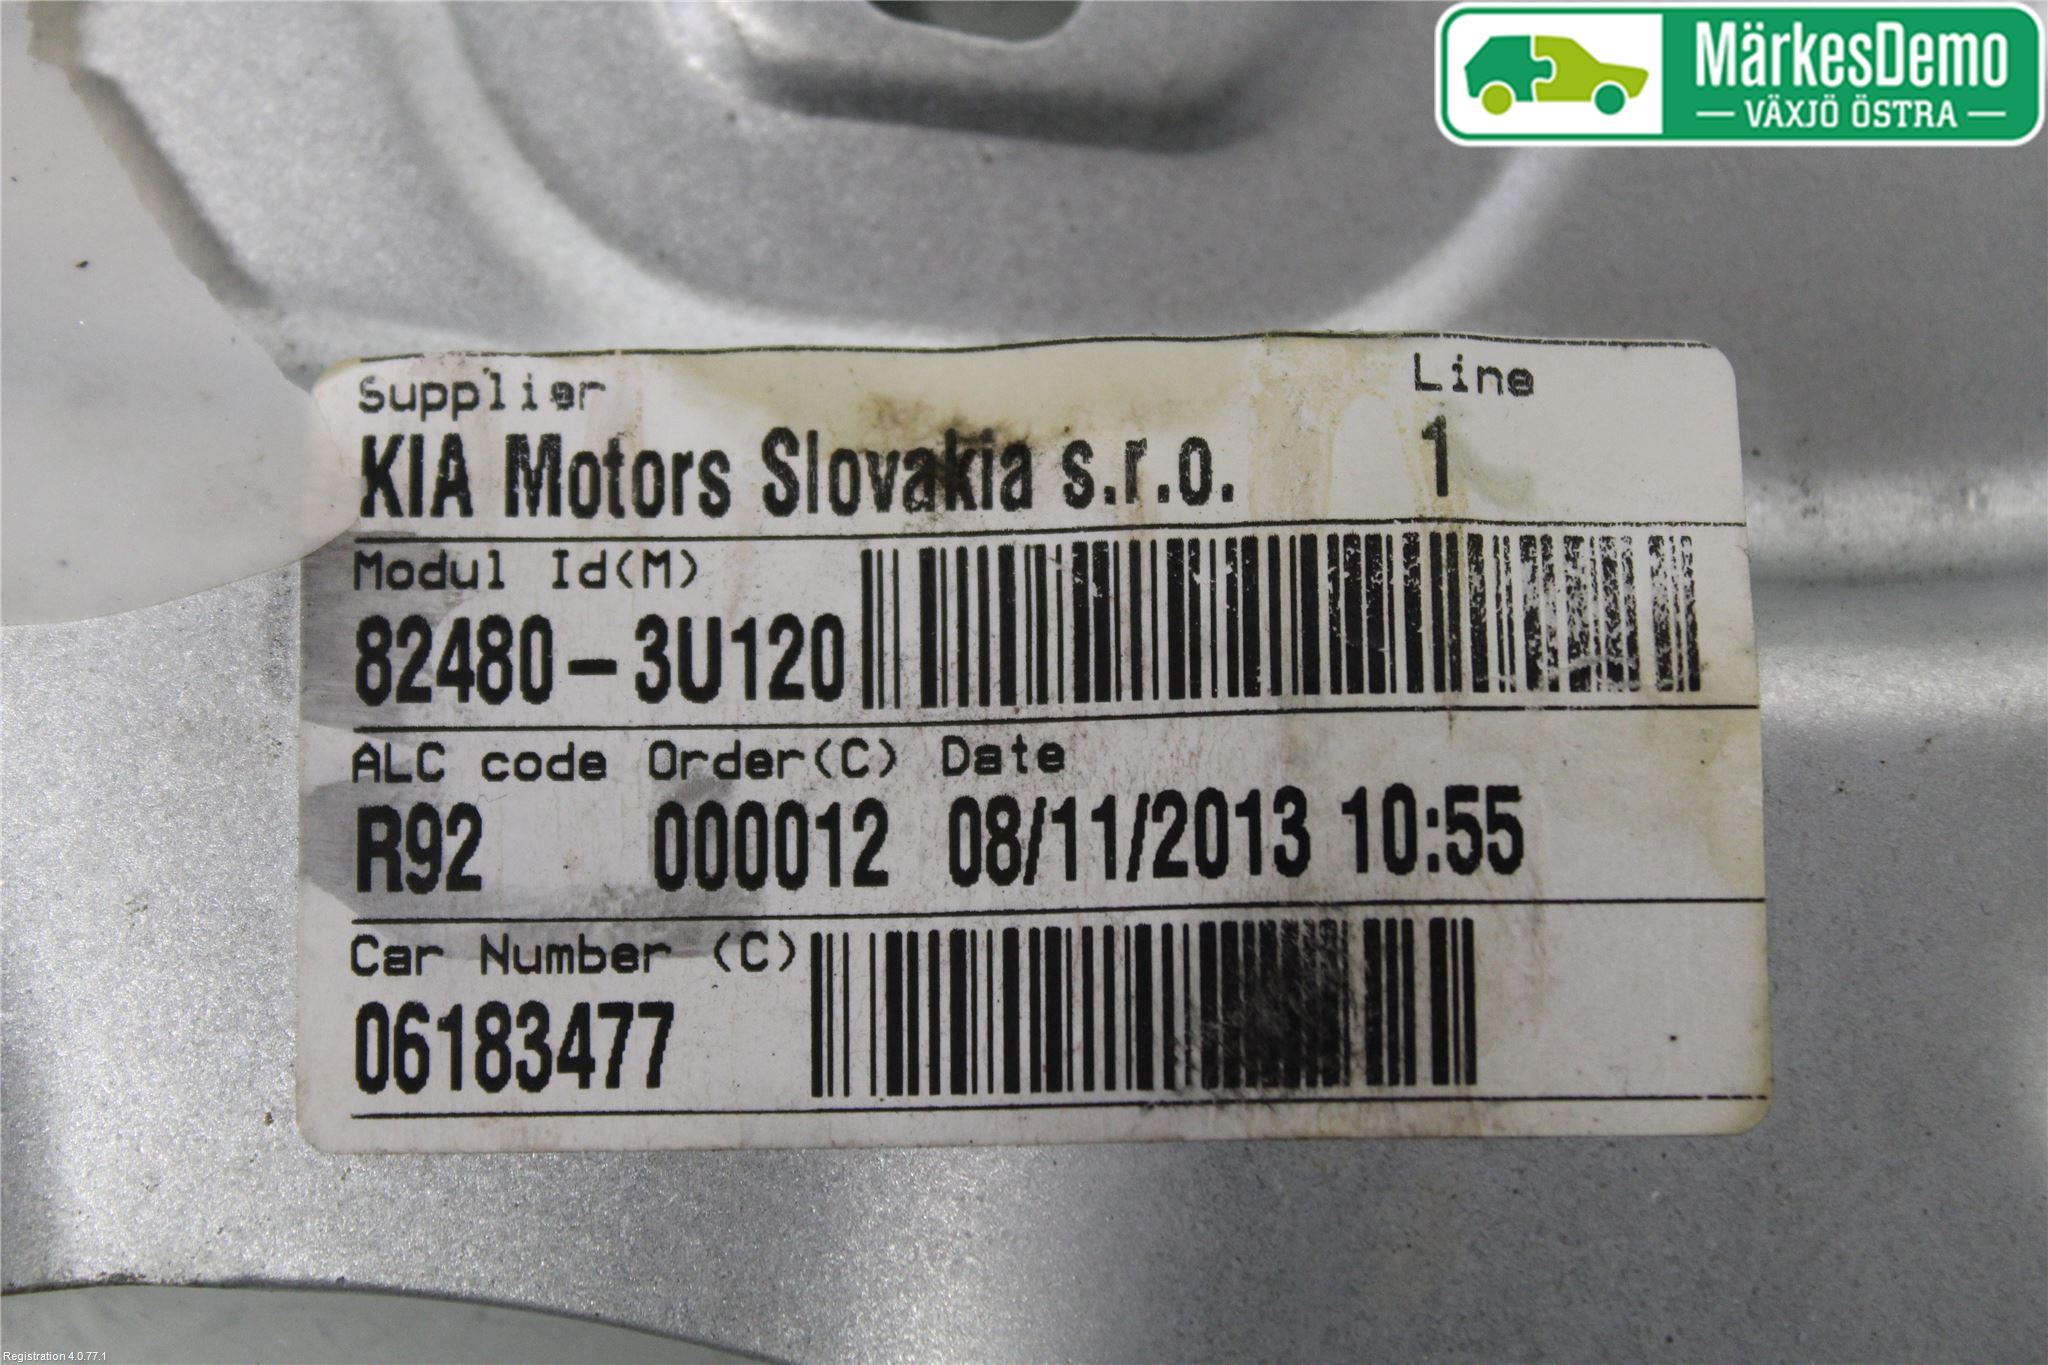 MärkesDemo
VÄXJÖ ÖSTRA
Supplier Line
KIA Motors Slovakia s.r.o. 1
Modul Id(M)
82480-3U120
ALC code Order(C) Date
R92 000012 08/11/2013 10:55
Car Number (C)
06183477
Registration 4.0.77.1